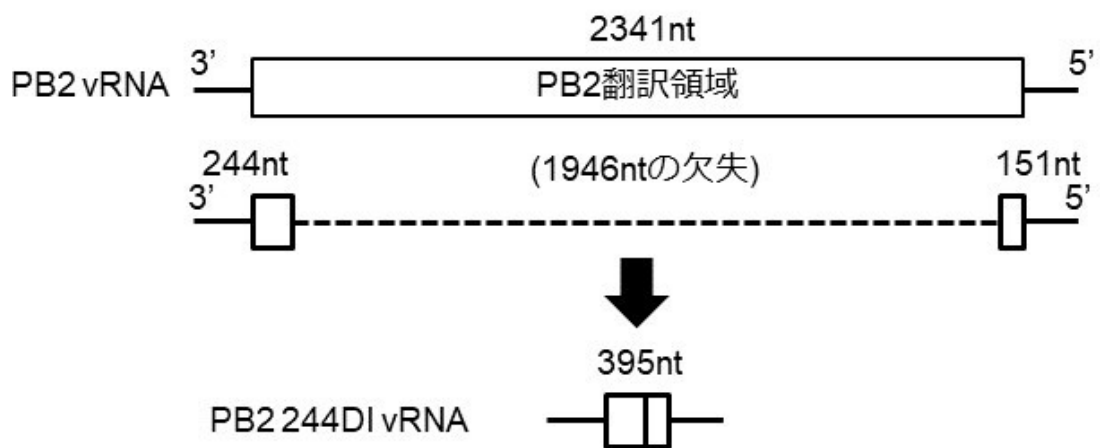 2341nt
PB2 vRNA 3’ PB2翻訳領域 5’
244nt (1946ntの欠失) 151nt
3’ 5’
395nt
PB2 244DI vRNA